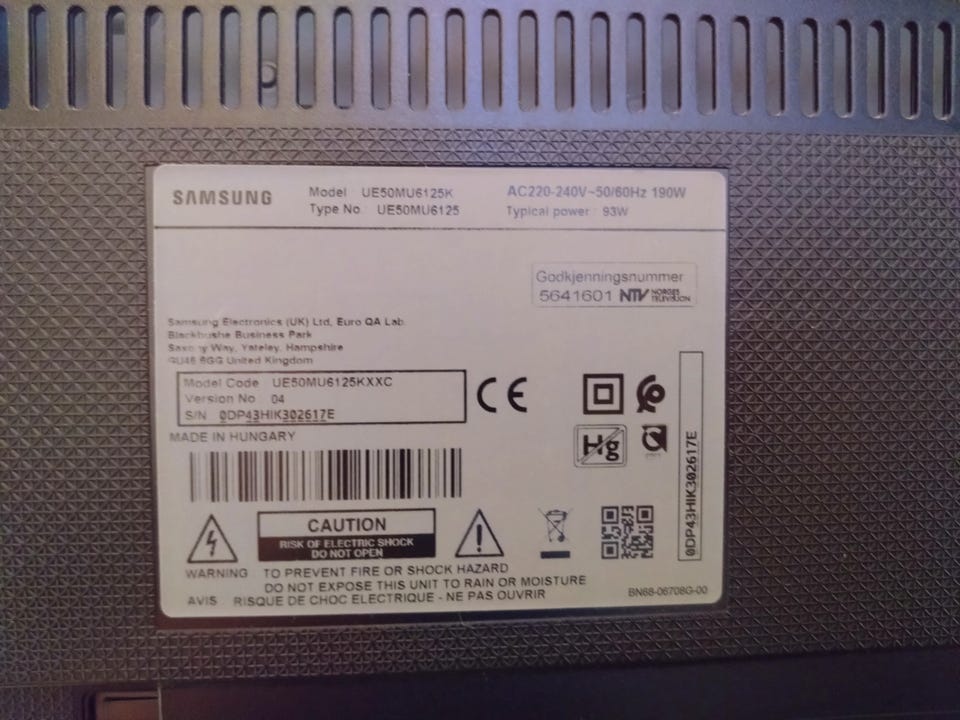 SAMSUNG
Model UE50MU6125K
Type No. UE50MU6125
AC220-240V~50/60Hz 190W
Typical power : 93W
Godkjenningsnummer
5641601 NTV NORGES TELEVISJON
Samsung Electronics (UK) Ltd, Euro QA Lab.
Blackbushe Business Park
Saxony Way, Yateley, Hampshire
GU46 6GG United Kingdom
Model Code UE50MU6125KXXC
Version No 04
S/N 0DP43HIK302617E
CE
MADE IN HUNGARY
Hg
0DP43HIK302617E
CAUTION
RISK OF ELECTRIC SHOCK
DO NOT OPEN
WARNING TO PREVENT FIRE OR SHOCK HAZARD
DO NOT EXPOSE THIS UNIT TO RAIN OR MOISTURE
AVIS RISQUE DE CHOC ELECTRIQUE - NE PAS OUVRIR
BN68-06708G-00